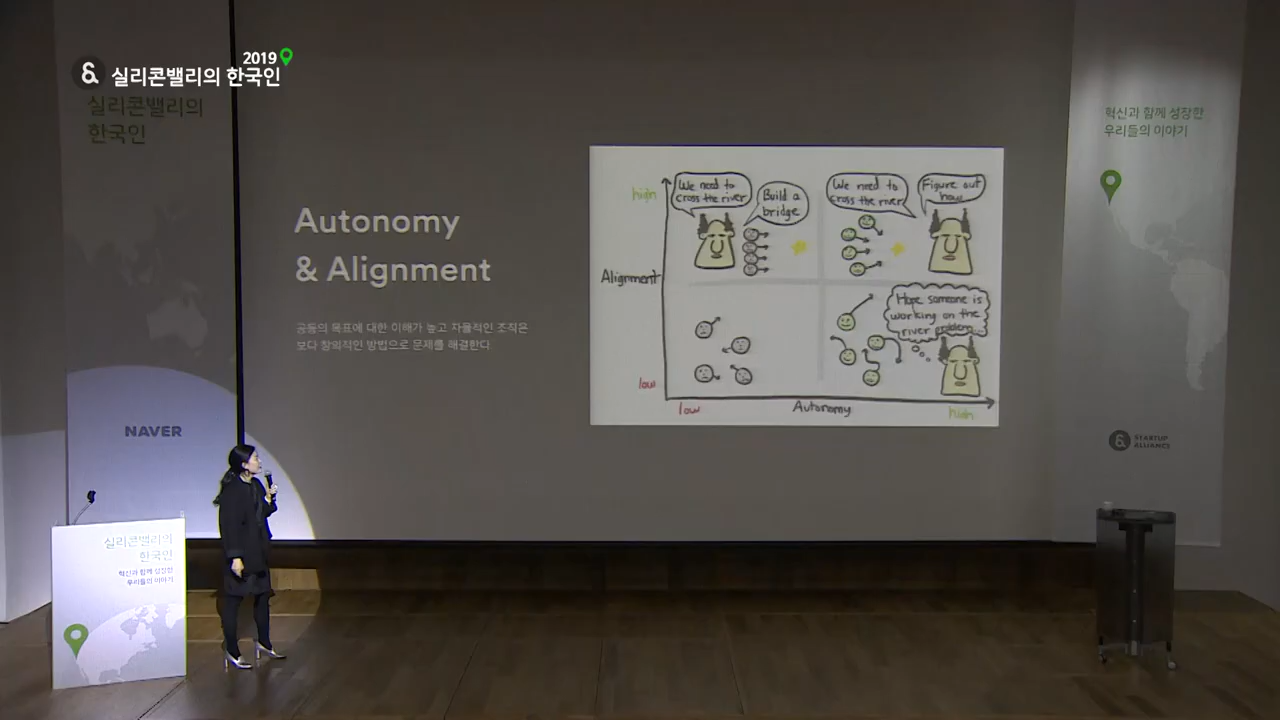 2019
& 실리콘밸리의 한국인
실리콘밸리의
한국인
혁신과 함께 성장한
우리들의 이야기
Autonomy
& Alignment
공동의 목표에 대한 이해가 높고 자율적인 조직은
보다 창의적인 방법으로 문제를 해결한다
high
We need to
cross the river
Build a
bridge
We need to
cross the river
Figure out
how
Alignment
Hope someone is
working on the
river problem...
low
low
Autonomy
high
NAVER
& STARTUP
ALLIANCE
실리콘밸리의
한국인
혁신과 함께 성장한
우리들의 이야기